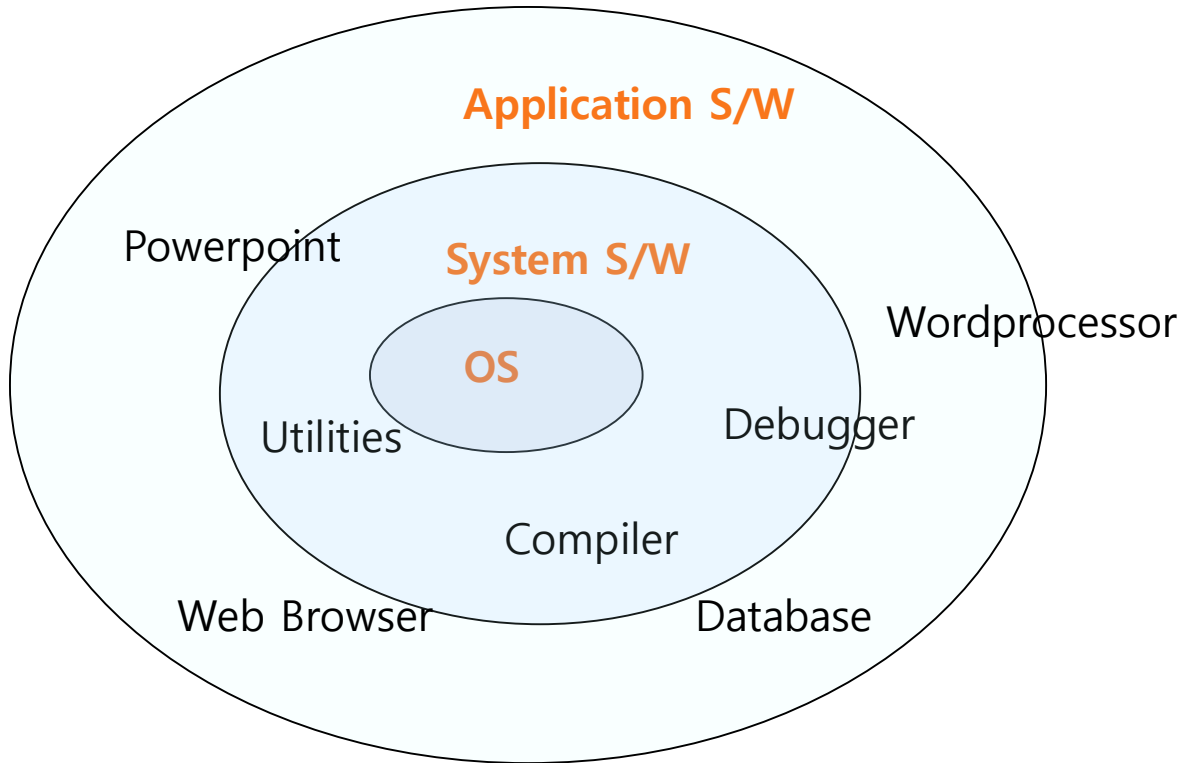 Application S/W
Powerpoint
System S/W
Wordprocessor
OS
Utilities
Debugger
Compiler
Web Browser
Database